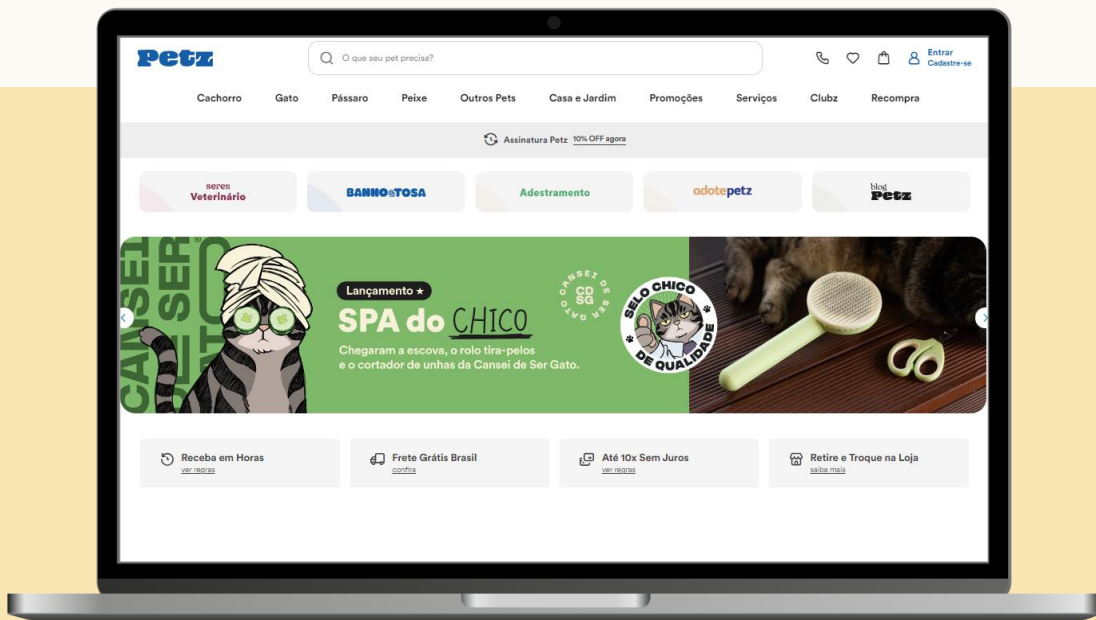 Petz
O que seu pet precisa?
Entrar
Cadastre-se
Cachorro Gato Pássaro Peixe Outros Pets Casa e Jardim Promoções Serviços Clubz Recompra
Assinatura Petz 10% OFF agora
seres
Veterinário
BANHOeTOSA
Adestramento
adotepetz
blog
Petz
CANSEI
DE SER
GATO
Lançamento ★
SPA do CHICO
Chegaram a escova, o rolo tira-pelos
e o cortador de unhas da Cansei de Ser Gato.
CANSEI DE SER GATO
CD
SG
SELO CHICO
DE QUALIDADE
Receba em Horas
ver regras
Frete Grátis Brasil
confira
Até 10x Sem Juros
ver regras
Retire e Troque na Loja
saiba mais